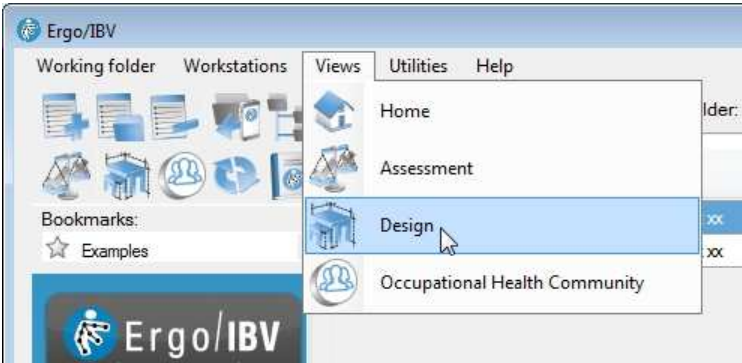 Ergo/IBV
Working folder Workstations Views Utilities Help
Home
lder:
Assessment
Design
xx
Bookmarks:
Examples
xx
Occupational Health Community
Ergo/IBV